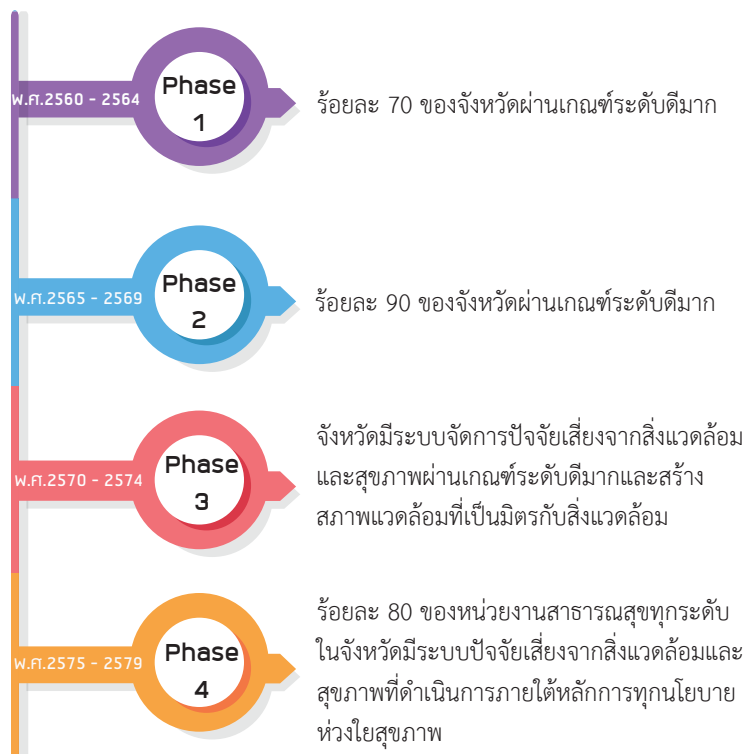 พ.ศ.2560 - 2564
Phase
1
ร้อยละ 70 ของจังหวัดผ่านเกณฑ์ระดับดีมาก
พ.ศ.2565 - 2569
Phase
2
ร้อยละ 90 ของจังหวัดผ่านเกณฑ์ระดับดีมาก
พ.ศ.2570 - 2574
Phase
3
จังหวัดมีระบบจัดการปัจจัยเสี่ยงจากสิ่งแวดล้อม
และสุขภาพผ่านเกณฑ์ระดับดีมากและสร้าง
สภาพแวดล้อมที่เป็นมิตรกับสิ่งแวดล้อม
พ.ศ.2575 - 2579
Phase
4
ร้อยละ 80 ของหน่วยงานสาธารณสุขทุกระดับ
ในจังหวัดมีระบบปัจจัยเสี่ยงจากสิ่งแวดล้อมและ
สุขภาพที่ดำเนินการภายใต้หลักการทุกนโยบาย
ห่วงใยสุขภาพ